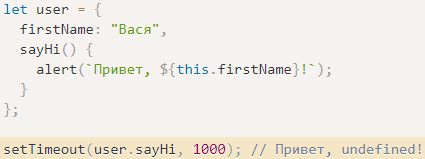 let user = {
  firstName: "Вася",
  sayHi() {
    alert(`Привет, ${this.firstName}!`);
  }
};
setTimeout(user.sayHi, 1000); // Привет, undefined!